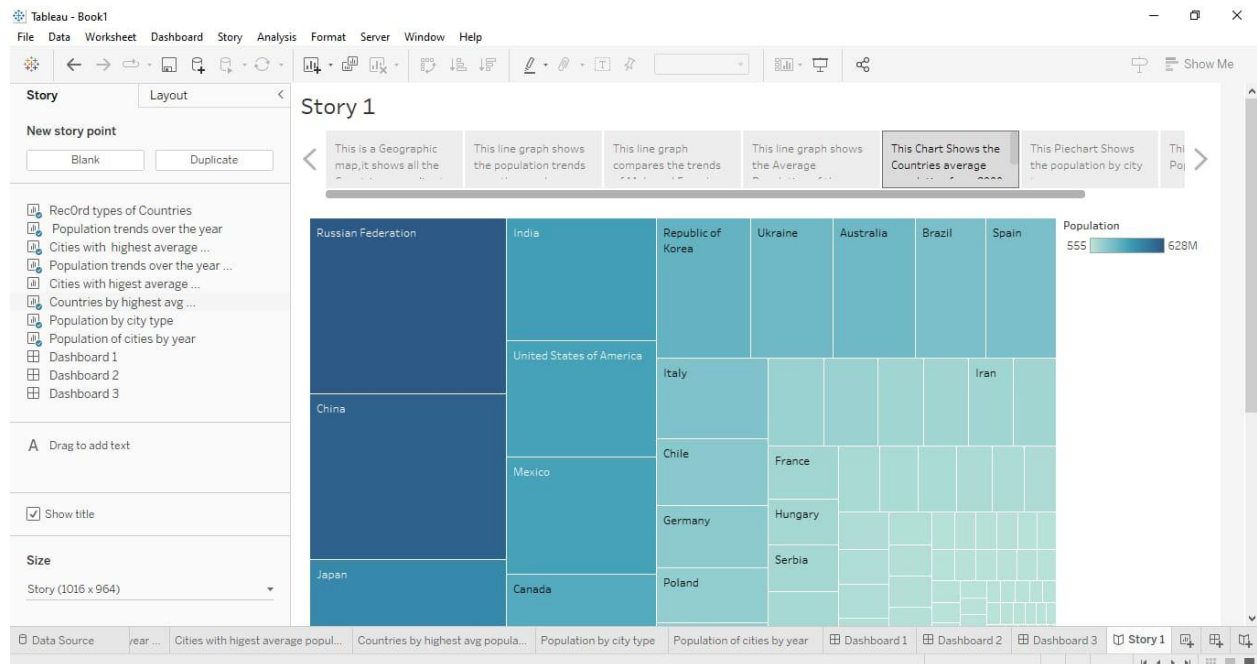 Tableau - Book1
File Data Worksheet Dashboard Story Analysis Format Server Window Help
Show Me
Story Layout
New story point
Blank Duplicate
RecOrd types of Countries
Population trends over the year
Cities with highest average ...
Population trends over the year ...
Cities with higest average ...
Countries by highest avg ...
Population by city type
Population of cities by year
Dashboard 1
Dashboard 2
Dashboard 3
A Drag to add text
Show title
Size
Story (1016 x 964)
Story 1
This is a Geographic
map,it shows all the
This line graph shows
the population trends
This line graph
compares the trends
This line graph shows
the Average
This Chart Shows the
Countries average
This Piechart Shows
the population by city
Russian Federation
India
Republic of
Korea
Ukraine
Australia
Brazil
Spain
Population
555 628M
United States of America
Italy
Iran
China
Chile
France
Mexico
Germany
Hungary
Serbia
Japan
Canada
Poland
Data Source year ... Cities with higest average popul... Countries by highest avg popula... Population by city type Population of cities by year Dashboard 1 Dashboard 2 Dashboard 3 Story 1